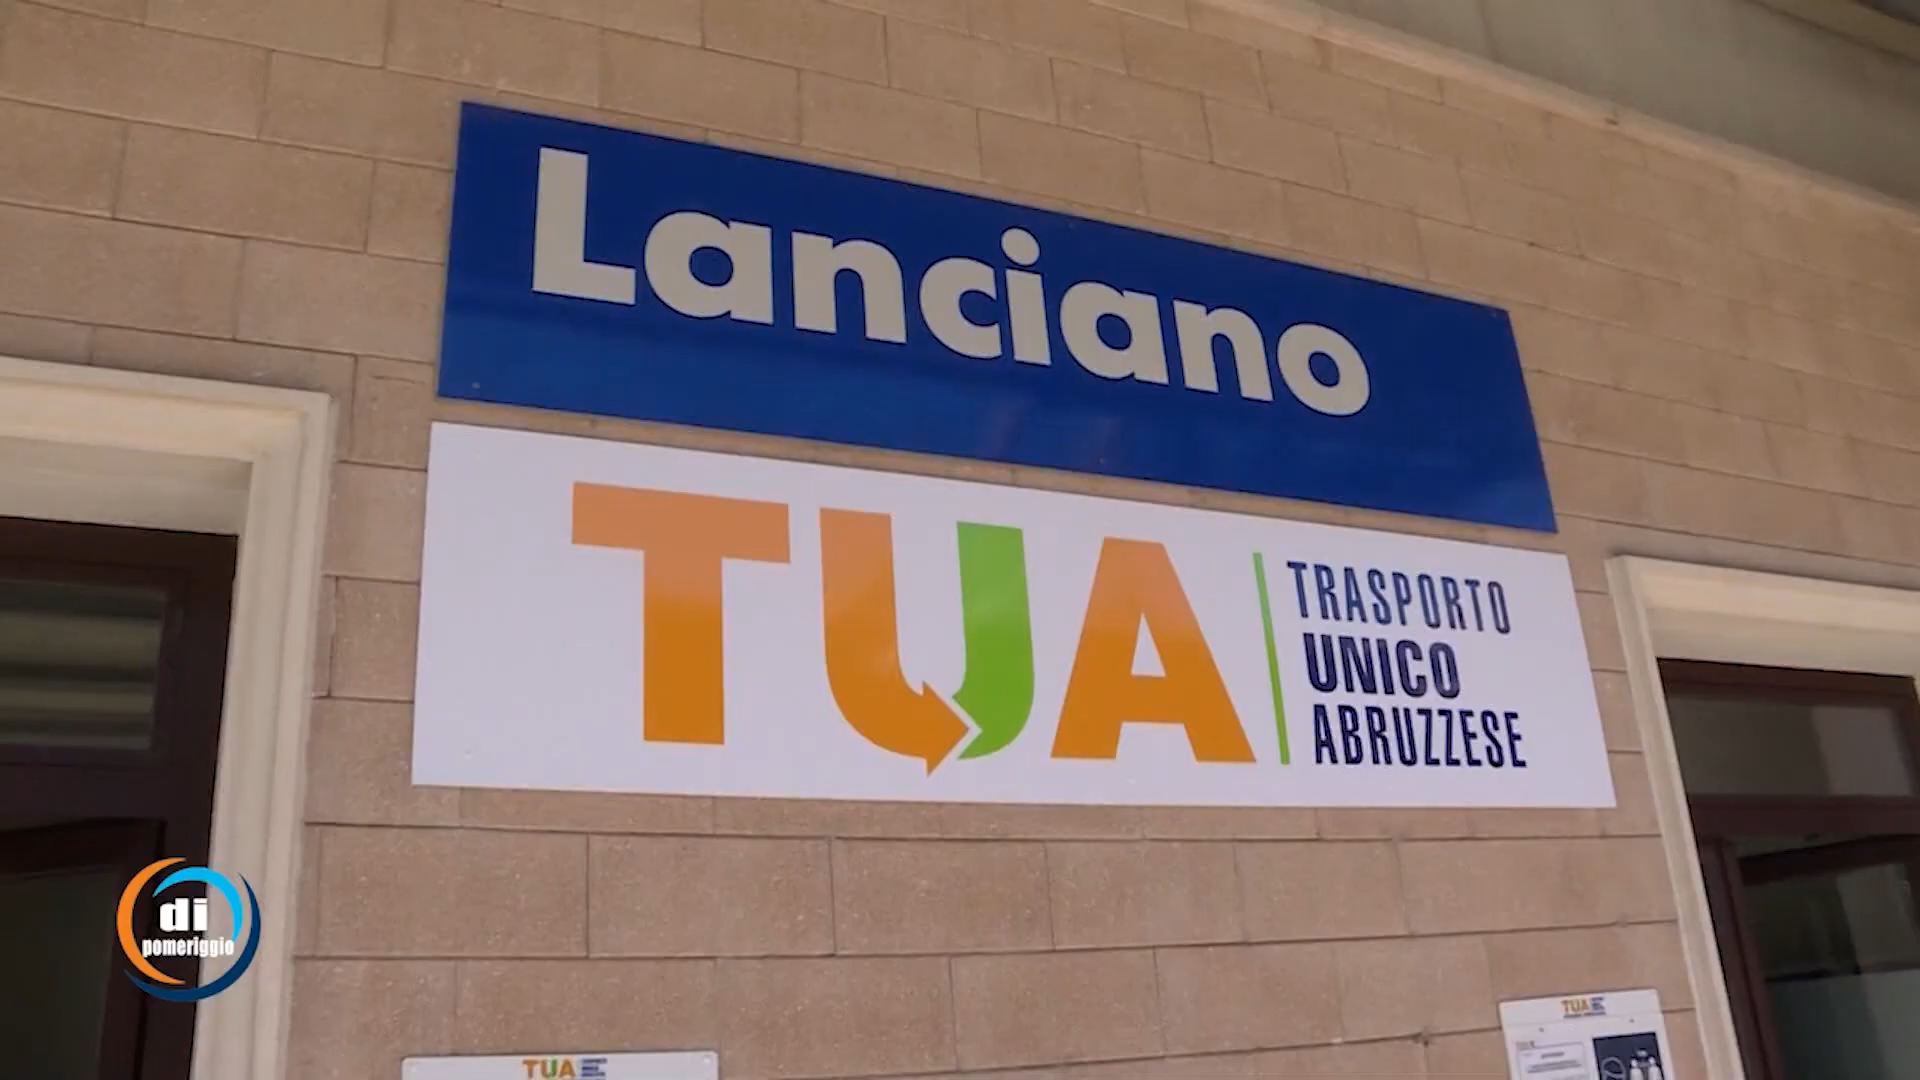 Lanciano
TUA
TRASPORTO
UNICO
ABRUZZESE
di
pomeriggio
TUA
TUA